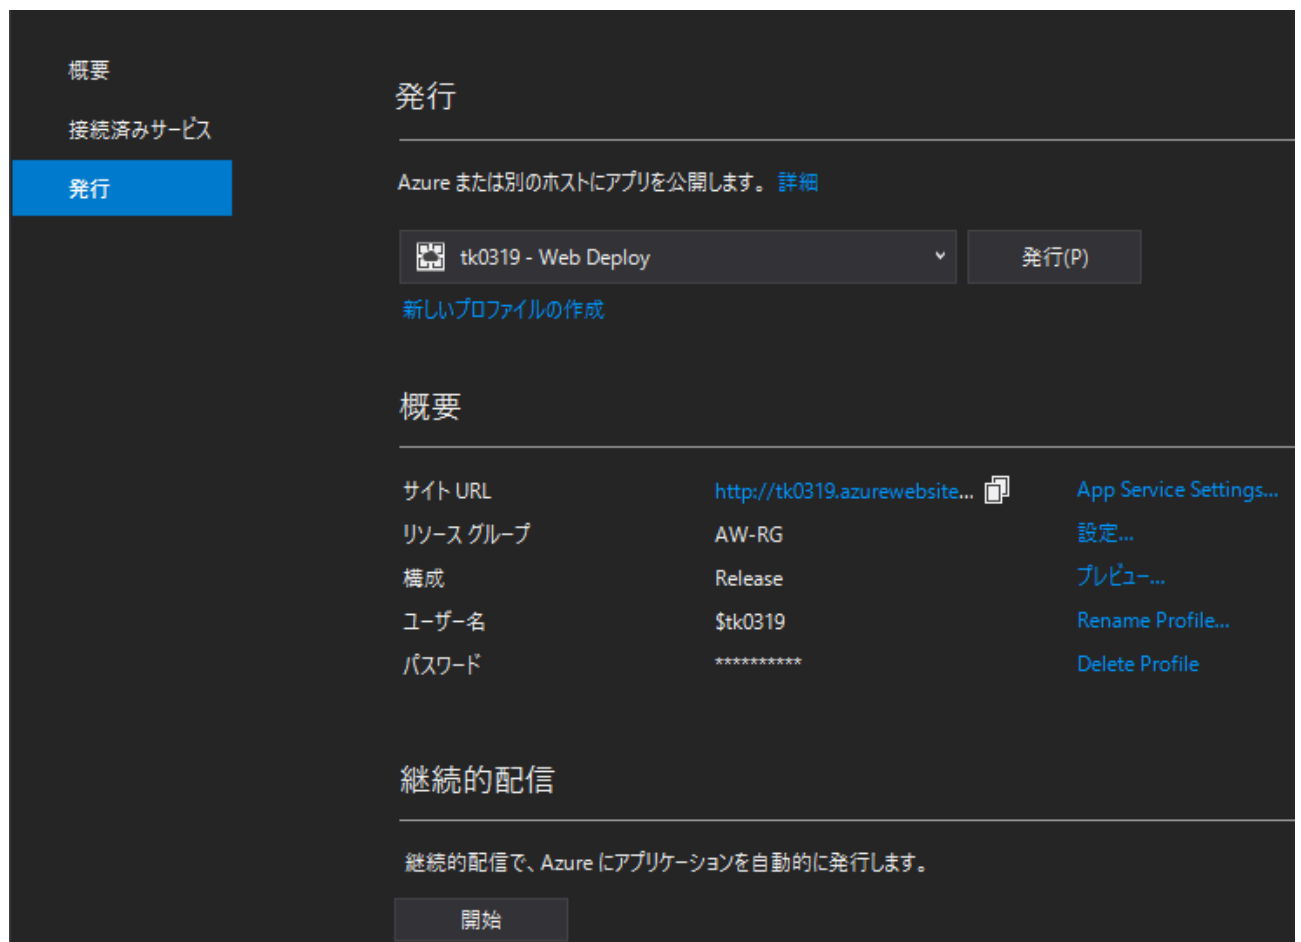 概要
接続済みサービス
発行
発行
Azure または別のホストにアプリを公開します。 詳細
tk0319 - Web Deploy
発行(P)
新しいプロファイルの作成
概要
サイト URL http://tk0319.azurewebsite... App Service Settings...
リソース グループ AW-RG 設定...
構成 Release プレビュー...
ユーザー名 $tk0319 Rename Profile...
パスワード ********** Delete Profile
継続的配信
継続的配信で、Azure にアプリケーションを自動的に発行します。
開始